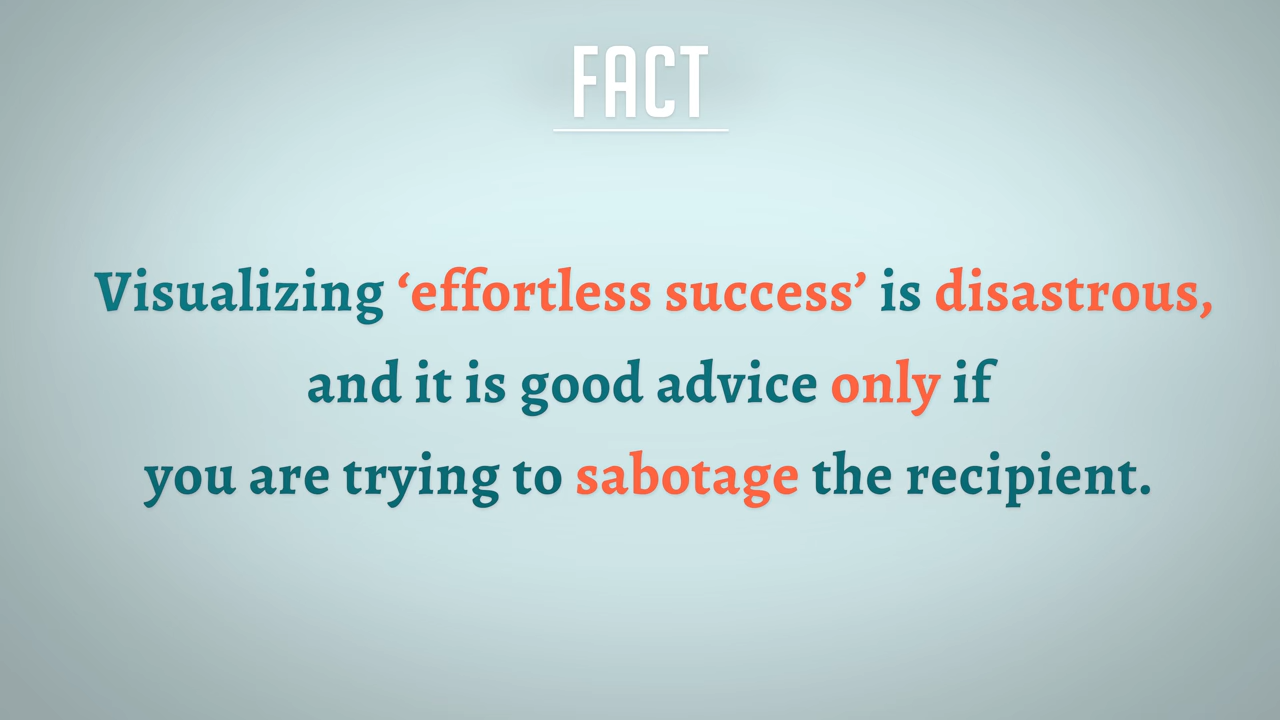 FACT
Visualizing ‘effortless success’ is disastrous,
and it is good advice only if
you are trying to sabotage the recipient.